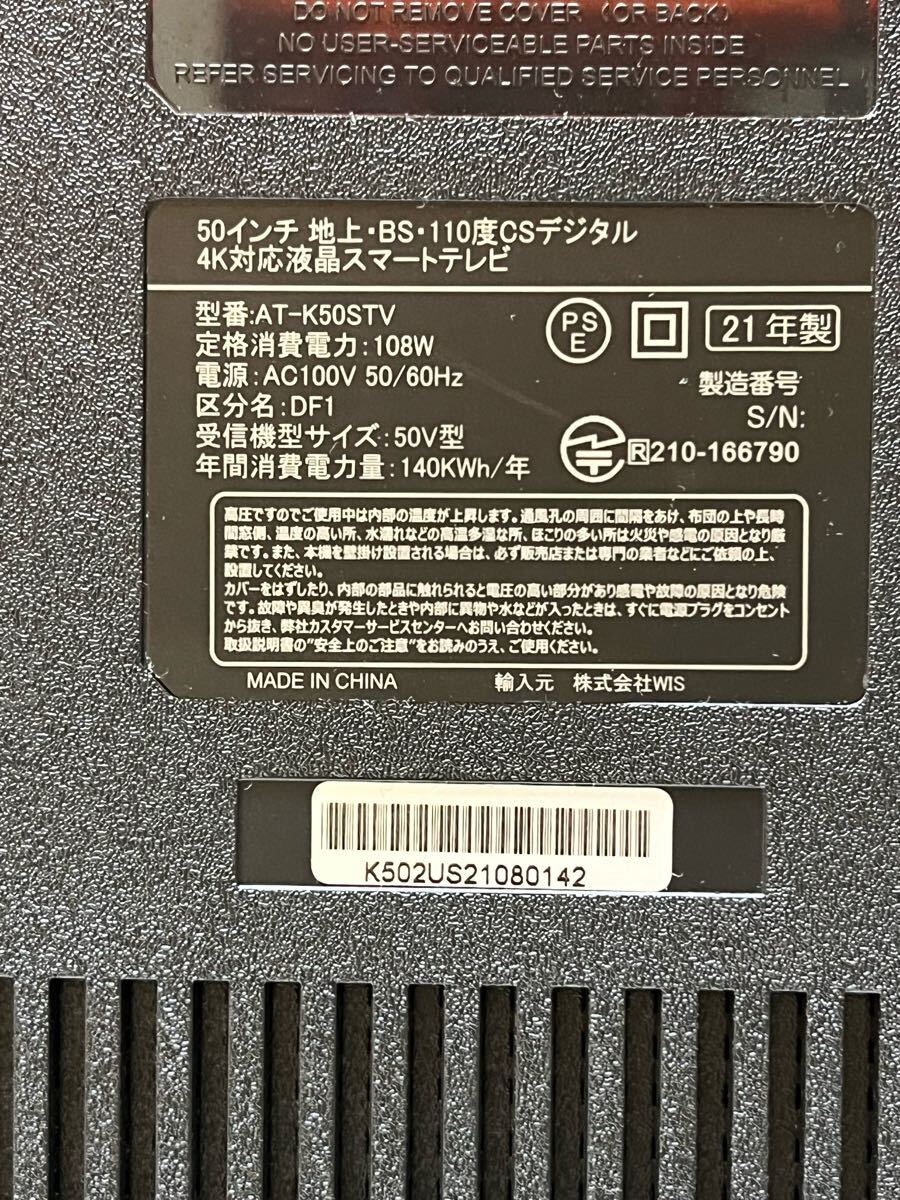 DO NOT REMOVE COVER (OR BACK)
NO USER-SERVICEABLE PARTS INSIDE
REFER SERVICING TO QUALIFIED SERVICE PERSONNEL
50インチ 地上・BS・110度CSデジタル
4K対応液晶スマートテレビ
型番:AT-K50STV
定格消費電力:108W
電源:AC100V 50/60Hz
区分名:DF1
受信機型サイズ:50V型
年間消費電力量:140KWh/年
PSE
21年製
製造番号
S/N:
R210-166790
高圧ですのでご使用中は内部の温度が上昇します。通風孔の周囲に間隔をあけ、布団の上や長時
間窓側、温度の高い所、水濡れなどの高温多湿な所、ほこりの多い所は火災や感電の原因となり厳
禁です。また、本機を壁掛け設置される場合は、必ず販売店または専門の業者などにご依頼の上、
設置してください。
カバーをはずしたり、内部の部品に触れられると電圧の高い部分があり感電や故障の原因となり危険
です。故障や異臭が発生したときや内部に異物や水などが入ったときは、すぐに電源プラグをコンセント
から抜き、弊社カスタマーサービスセンターへお問い合わせください。
取扱説明書の"安全上のご注意"をお読みのうえ、ご使用ください。
MADE IN CHINA 輸入元 株式会社WIS
K502US21080142